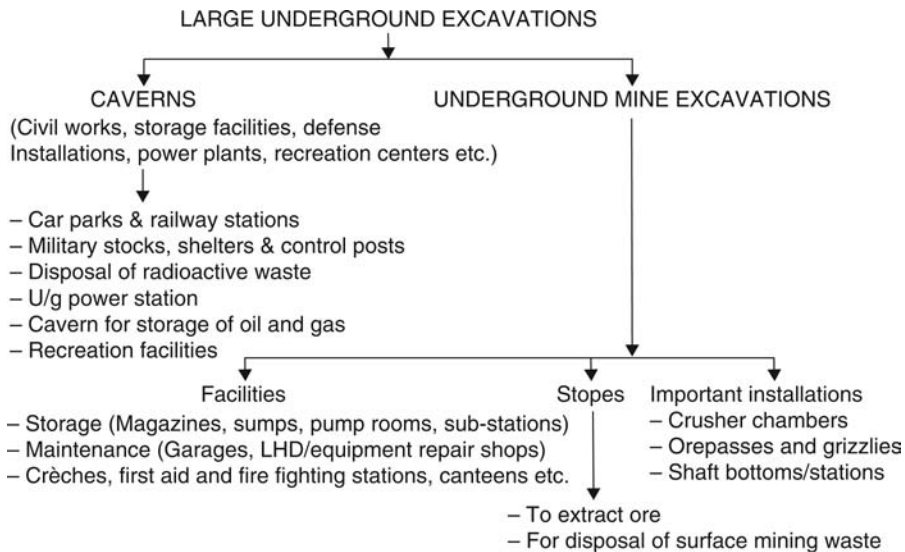 LARGE UNDERGROUND EXCAVATIONS
CAVERNS
(Civil works, storage facilities, defense
Installations, power plants, recreation centers etc.)
– Car parks & railway stations
– Military stocks, shelters & control posts
– Disposal of radioactive waste
– U/g power station
– Cavern for storage of oil and gas
– Recreation facilities
UNDERGROUND MINE EXCAVATIONS
Facilities
– Storage (Magazines, sumps, pump rooms, sub-stations)
– Maintenance (Garages, LHD/equipment repair shops)
– Crèches, first aid and fire fighting stations, canteens etc.
Stopes
– To extract ore
– For disposal of surface mining waste
Important installations
– Crusher chambers
– Orepasses and grizzlies
– Shaft bottoms/stations